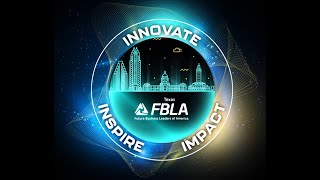 INNOVATE
Texas
FBLA
Future Business Leaders of America
INSPIRE
IMPACT